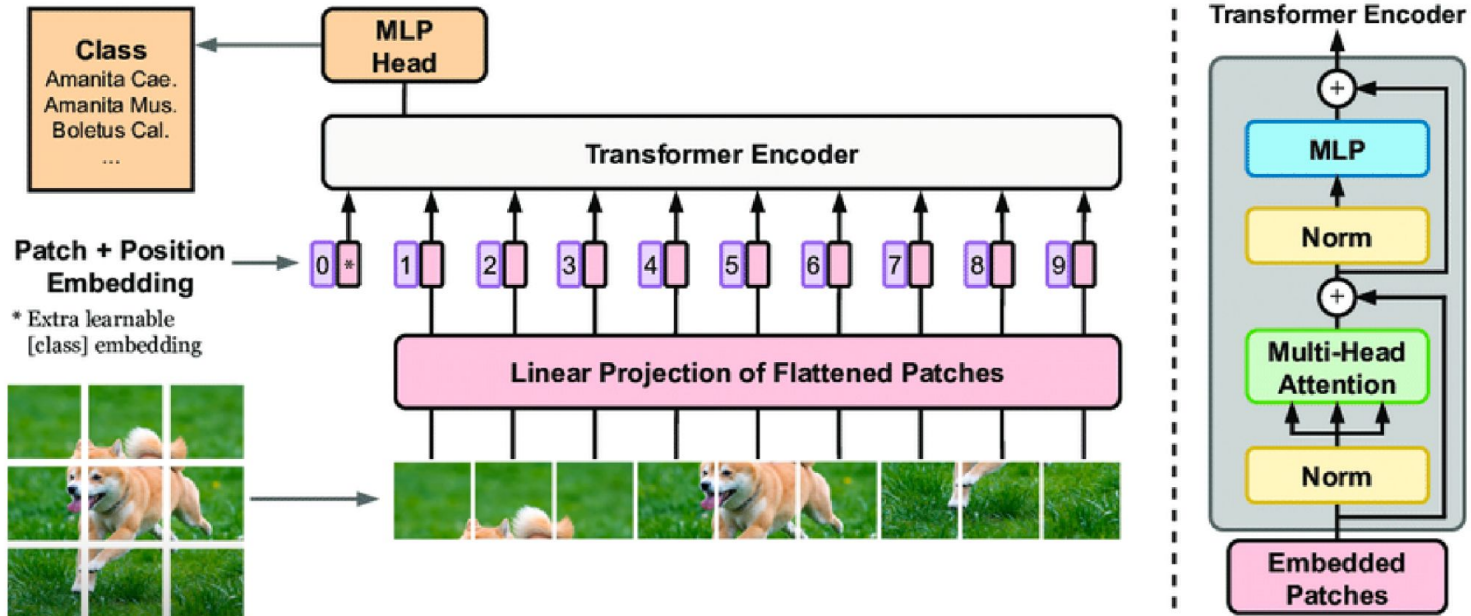 Class
Amanita Cae.
Amanita Mus.
Boletus Cal.
...
MLP
Head
Transformer Encoder
Patch + Position
Embedding
* Extra learnable
[class] embedding
0 * 1 2 3 4 5 6 7 8 9
Linear Projection of Flattened Patches
Transformer Encoder
+
MLP
Norm
+
Multi-Head
Attention
Norm
Embedded
Patches